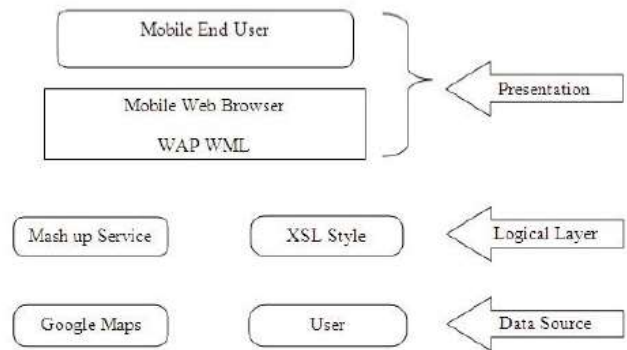 Mobile End User
Mobile Web Browser
WAP WML
Presentation
Mash up Service
XSL Style
Logical Layer
Google Maps
User
Data Source